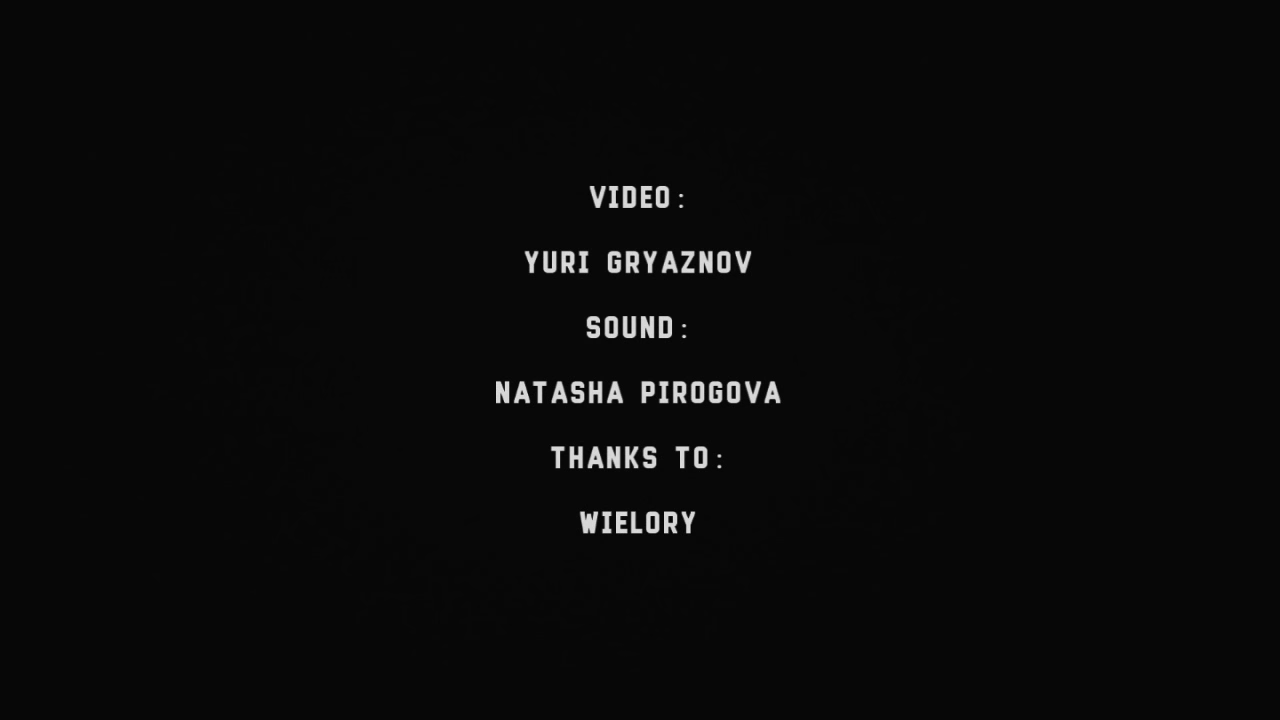 VIDEO:
YURI GRYAZNOV
SOUND:
NATASHA PIROGOVA
THANKS TO:
WIELORY